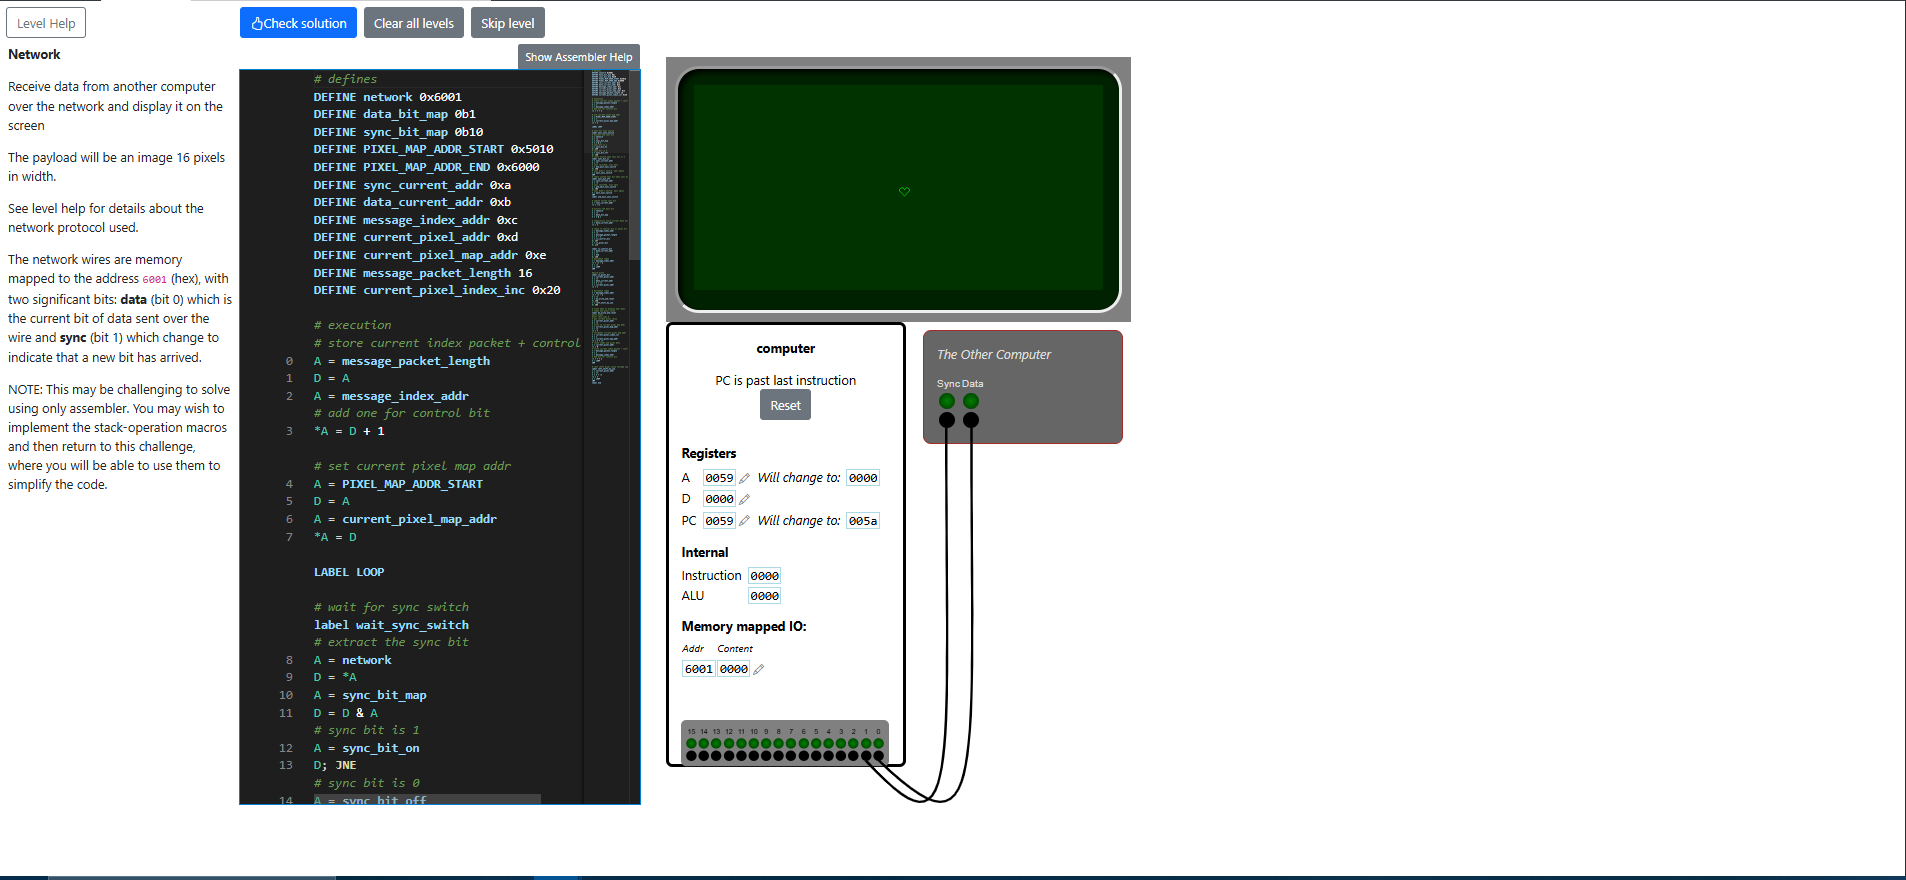 Level Help
Check solution
Clear all levels
Skip level
Network
Receive data from another computer
over the network and display it on the
screen
The payload will be an image 16 pixels
in width.
See level help for details about the
network protocol used.
The network wires are memory
mapped to the address 6001 (hex), with
two significant bits: data (bit 0) which is
the current bit of data sent over the
wire and sync (bit 1) which change to
indicate that a new bit has arrived.
NOTE: This may be challenging to solve
using only assembler. You may wish to
implement the stack-operation macros
and then return to this challenge,
where you will be able to use them to
simplify the code.
Show Assembler Help
# defines
DEFINE network 0x6001
DEFINE data_bit_map 0b1
DEFINE sync_bit_map 0b10
DEFINE PIXEL_MAP_ADDR_START 0x5010
DEFINE PIXEL_MAP_ADDR_END 0x6000
DEFINE sync_current_addr 0xa
DEFINE data_current_addr 0xb
DEFINE message_index_addr 0xc
DEFINE current_pixel_addr 0xd
DEFINE current_pixel_map_addr 0xe
DEFINE message_packet_length 16
DEFINE current_pixel_index_inc 0x20
# execution
# store current index packet + control
0 A = message_packet_length
1 D = A
2 A = message_index_addr
# add one for control bit
3 *A = D + 1
# set current pixel map addr
4 A = PIXEL_MAP_ADDR_START
5 D = A
6 A = current_pixel_map_addr
7 *A = D
LABEL LOOP
# wait for sync switch
label wait_sync_switch
# extract the sync bit
8 A = network
9 D = *A
10 A = sync_bit_map
11 D = D & A
# sync bit is 1
12 A = sync_bit_on
13 D; JNE
# sync bit is 0
14 A = sync_bit_off
computer
PC is past last instruction
Reset
Registers
A 0059 Will change to: 0000
D 0000
PC 0059 Will change to: 005a
Internal
Instruction 0000
ALU 0000
Memory mapped IO:
Addr Content
6001 0000
15 14 13 12 11 10 9 8 7 6 5 4 3 2 1 0
The Other Computer
Sync Data